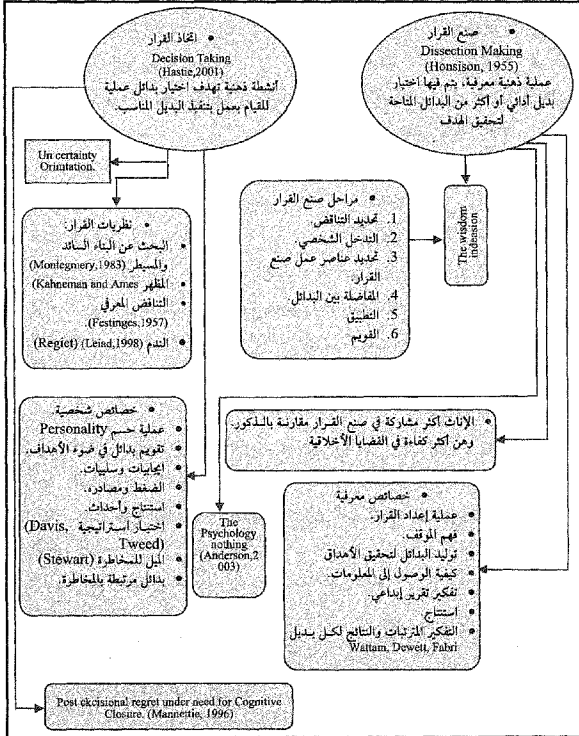 • صنع القرار
Dissection Making
(Honsison, 1955)
عملية ذهنية معرفية، يتم فيها اختيار
بديل أدائي أو أكثر من البدائل المتاحة
لتحقيق الهدف
• اتخاذ القرار
Decision Taking
(Hastie,2001)
أنشطة ذهنية تهدف اختيار بدائل عملية
للقيام بعمل بتنفيذ البديل المناسب.
Un certainty
Orimtation.
• نظريات القرار:
• البحث عن البناء السائد
والمسيطر (Montegmery,1983)
• المظهر Kahneman and Ames)
• التناقض المعرفي
(Festinges,1957).
• الندم (Regict) (Leiad,1998)
• مراحل صنع القرار
1. تحديد التناقض.
2. التدخل الشخصي
3. تحديد عناصر عمل صنع
القرار.
4. المفاضلة بين البدائل
5. التطبيق
6. القويم
The wisdom
indeasion
• خصائص شخصية.
• عملية حسم Personality
• تقويم بدائل في ضوء الأهداف.
• إيجابيات وسلبيات.
• الضغط ومصادره.
• استنتاج وأحداث.
• اختيار استراتيجية (Davis,
Tweed)
• الميل للمخاطرة (Stewart)
• بدائل مرتبطة بالمخاطرة.
The
Psychology
nothing
(Anderson,2
003)
• الإناث أكثر مشاركة في صنع القرار مقارنة بالذكور.
وهن أكثر كفاءة في القضايا الأخلاقية
• خصائص معرفية
• عملية إعداد القرار.
• فهم الموقف.
• توليد البدائل لتحقيق الأهداق
• كيفية الوصول إلى المعلومات.
• تفكير تقرير إبداعي.
• استنتاج
• التفكير المترتبات والنتائج لكل بديل
Wattam, Dewett, Fabri
Post ekcisional regret under need for Cognitive
Closure. (Mannettie, 1996)